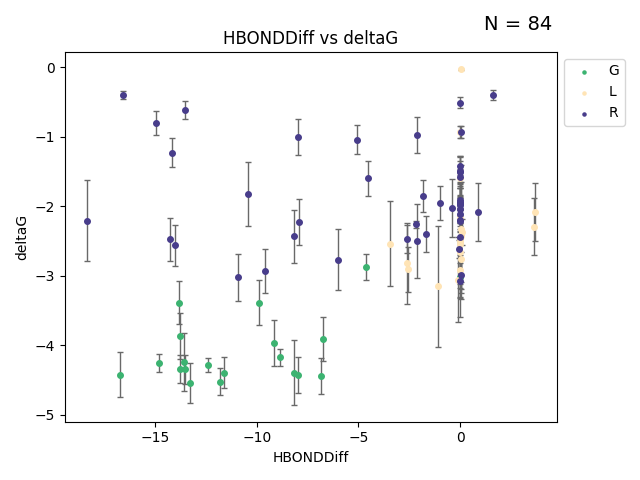 N = 84
HBONDDiff vs deltaG
G
L
R
0
−1
−2
−3
−4
−5
deltaG
−15
−10
−5
0
HBONDDiff